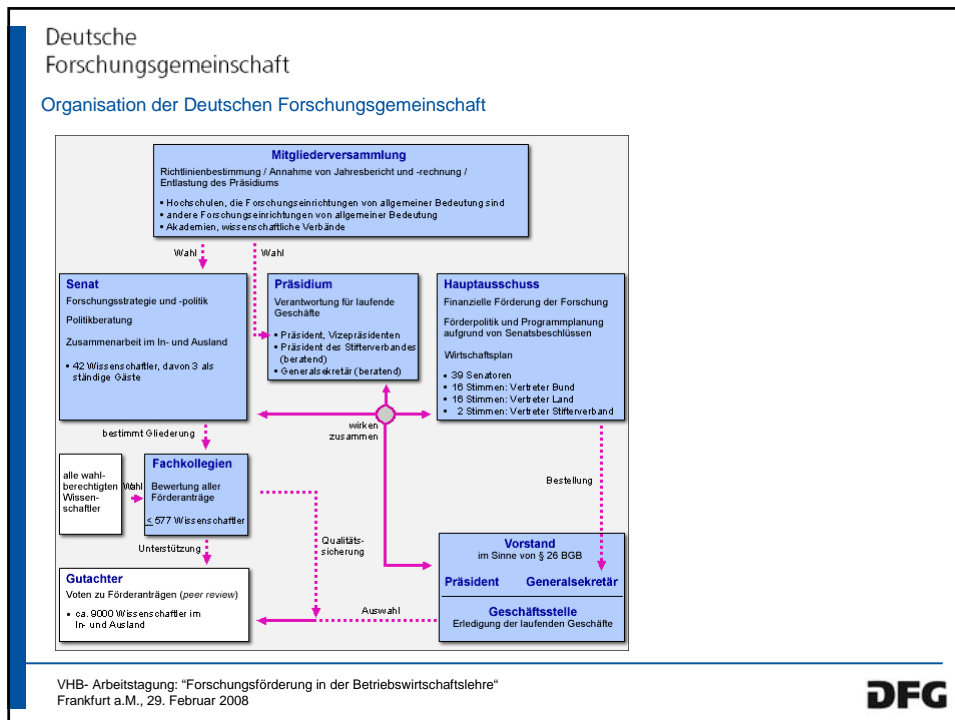 Deutsche
Forschungsgemeinschaft
Organisation der Deutschen Forschungsgemeinschaft
Mitgliederversammlung
Richtlinienbestimmung / Annahme von Jahresbericht und -rechnung /
Entlastung des Präsidiums
• Hochschulen, die Forschungseinrichtungen von allgemeiner Bedeutung sind
• andere Forschungseinrichtungen von allgemeiner Bedeutung
• Akademien, wissenschaftliche Verbände
Wahl
Wahl
Senat
Forschungsstrategie und -politik
Politikberatung
Zusammenarbeit im In- und Ausland
• 42 Wissenschaftler, davon 3 als
ständige Gäste
Präsidium
Verantwortung für laufende
Geschäfte
• Präsident, Vizepräsidenten
• Präsident des Stifterverbandes
(beratend)
• Generalsekretär (beratend)
Hauptausschuss
Finanzielle Förderung der Forschung
Förderpolitik und Programmplanung
aufgrund von Senatsbeschlüssen
Wirtschaftsplan
• 39 Senatoren
• 16 Stimmen: Vertreter Bund
• 16 Stimmen: Vertreter Land
• 2 Stimmen: Vertreter Stifterverband
wirken
zusammen
bestimmt Gliederung
alle wahl-
berechtigten
Wissen-
schaftler
Wahl
Fachkollegien
Bewertung aller
Förderanträge
≤ 577 Wissenschaftler
Bestellung
Unterstützung
Qualitäts-
sicherung
Gutachter
Voten zu Förderanträgen (peer review)
• ca. 9000 Wissenschaftler im
In- und Ausland
Auswahl
Vorstand
im Sinne von § 26 BGB
Präsident Generalsekretär
Geschäftsstelle
Erledigung der laufenden Geschäfte
VHB- Arbeitstagung: “Forschungsförderung in der Betriebswirtschaftslehre“
Frankfurt a.M., 29. Februar 2008
DFG